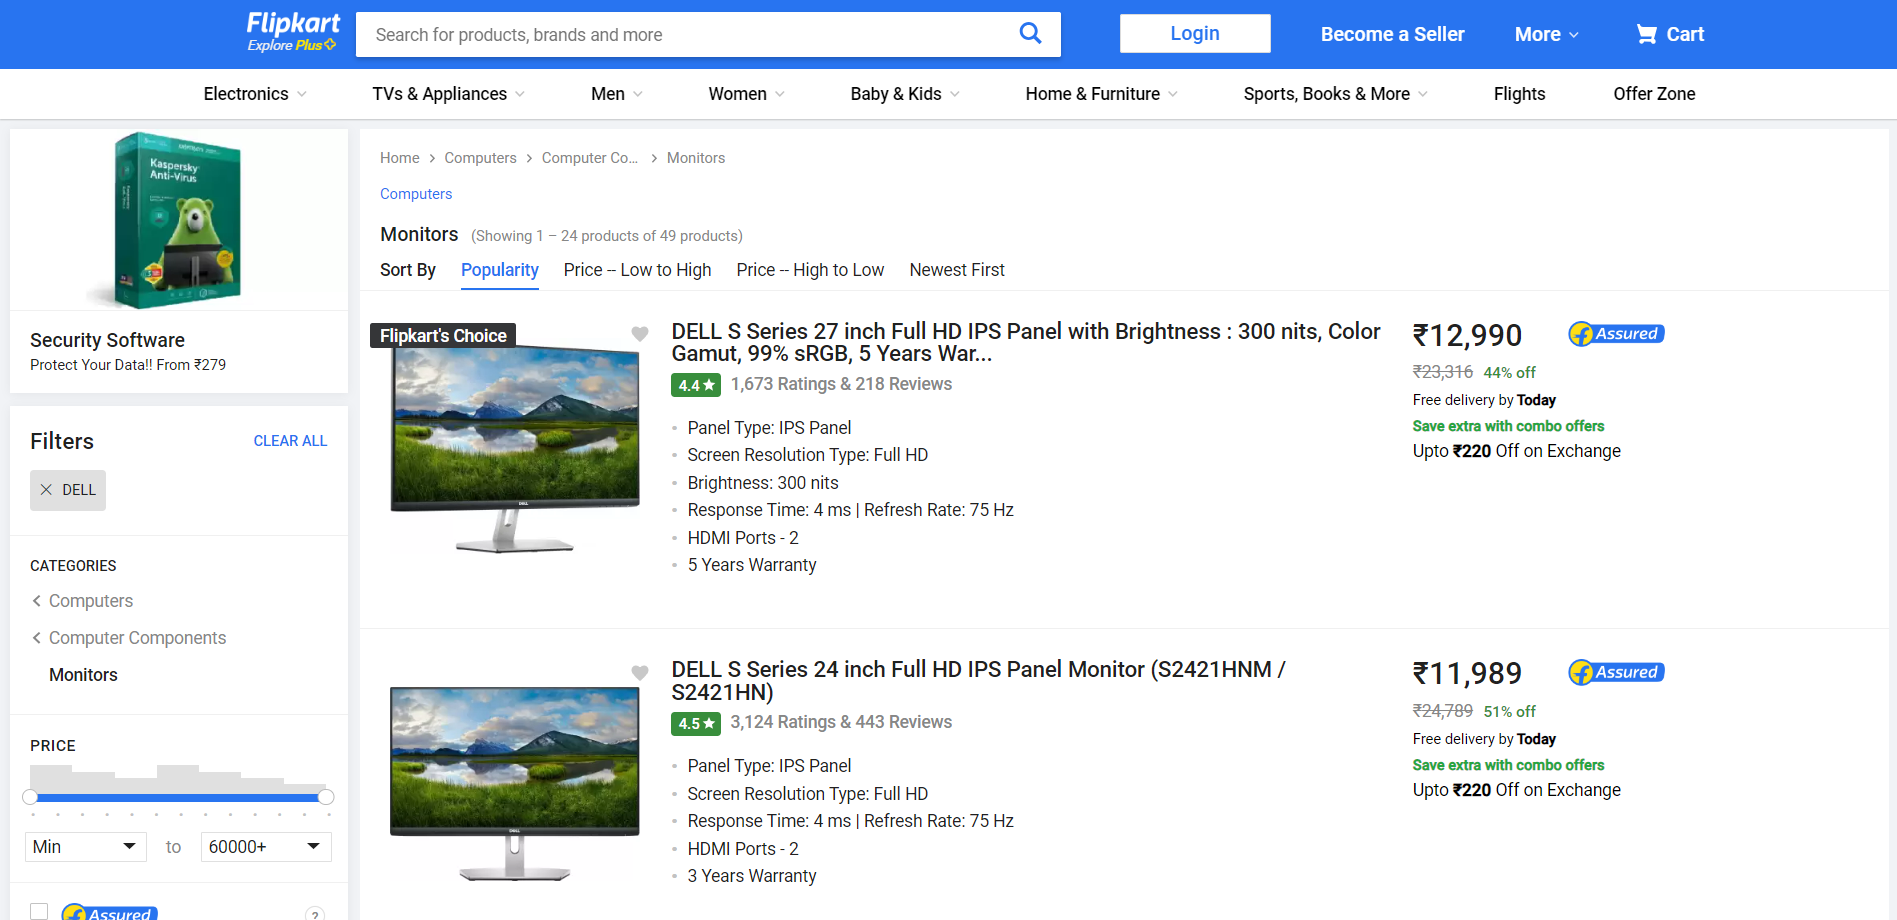 Flipkart
Explore Plus
Search for products, brands and more
Login
Become a Seller
More
Cart
Electronics
TVs & Appliances
Men
Women
Baby & Kids
Home & Furniture
Sports, Books & More
Flights
Offer Zone
Kaspersky
Anti-Virus
Security Software
Protect Your Data!! From ₹279
Filters
CLEAR ALL
DELL
CATEGORIES
Computers
Computer Components
Monitors
PRICE
Min
to
60000+
Assured
?
Home
Computers
Computer Co...
Monitors
Computers
Monitors (Showing 1 – 24 products of 49 products)
Sort By
Popularity
Price -- Low to High
Price -- High to Low
Newest First
Flipkart's Choice
DELL
DELL S Series 27 inch Full HD IPS Panel with Brightness : 300 nits, Color
Gamut, 99% sRGB, 5 Years War...
4.4★ 1,673 Ratings & 218 Reviews
Panel Type: IPS Panel
Screen Resolution Type: Full HD
Brightness: 300 nits
Response Time: 4 ms | Refresh Rate: 75 Hz
HDMI Ports - 2
5 Years Warranty
₹12,990
Assured
₹23,316 44% off
Free delivery by Today
Save extra with combo offers
Upto ₹220 Off on Exchange
DELL
DELL S Series 24 inch Full HD IPS Panel Monitor (S2421HNM /
S2421HN)
4.5★ 3,124 Ratings & 443 Reviews
Panel Type: IPS Panel
Screen Resolution Type: Full HD
Response Time: 4 ms | Refresh Rate: 75 Hz
HDMI Ports - 2
3 Years Warranty
₹11,989
Assured
₹24,789 51% off
Free delivery by Today
Save extra with combo offers
Upto ₹220 Off on Exchange